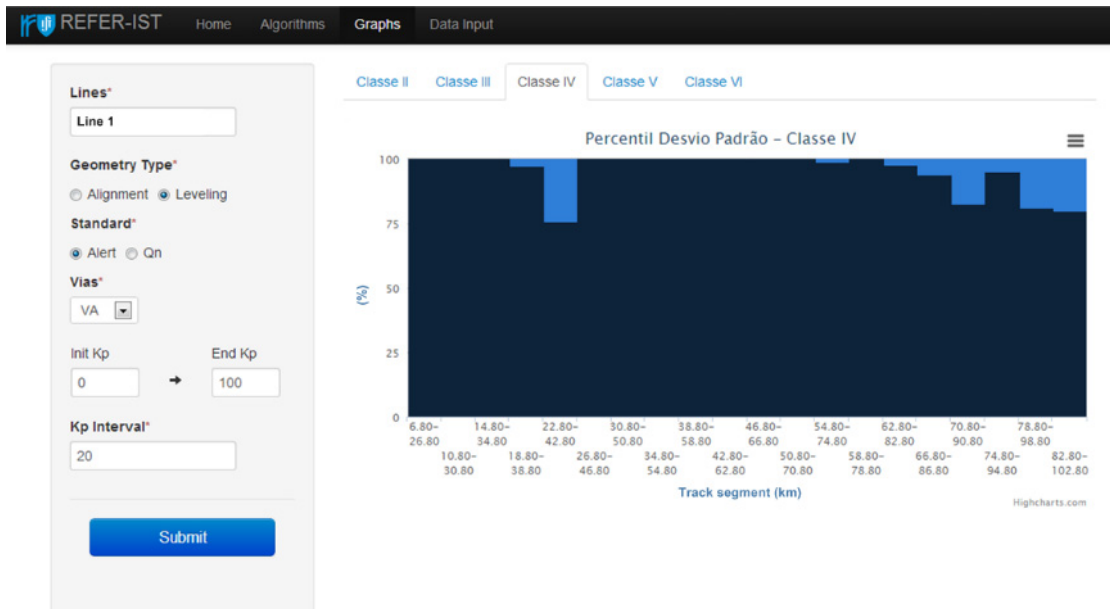 REFER-IST Home Algorithms Graphs Data Input
Lines*
Line 1
Geometry Type*
Alignment Leveling
Standard*
Alert Qn
Vias*
VA
Init Kp End Kp
0 100
Kp Interval*
20
Submit
Classe II Classe III Classe IV Classe V Classe VI
Percentil Desvio Padrão – Classe IV
100
75
50
25
0
(%)
6.80– 14.80– 22.80– 30.80– 38.80– 46.80– 54.80– 62.80– 70.80– 78.80–
26.80 34.80 42.80 50.80 58.80 66.80 74.80 82.80 90.80 98.80
10.80– 18.80– 26.80– 34.80– 42.80– 50.80– 58.80– 66.80– 74.80– 82.80–
30.80 38.80 46.80 54.80 62.80 70.80 78.80 86.80 94.80 102.80
Track segment (km)
Highcharts.com